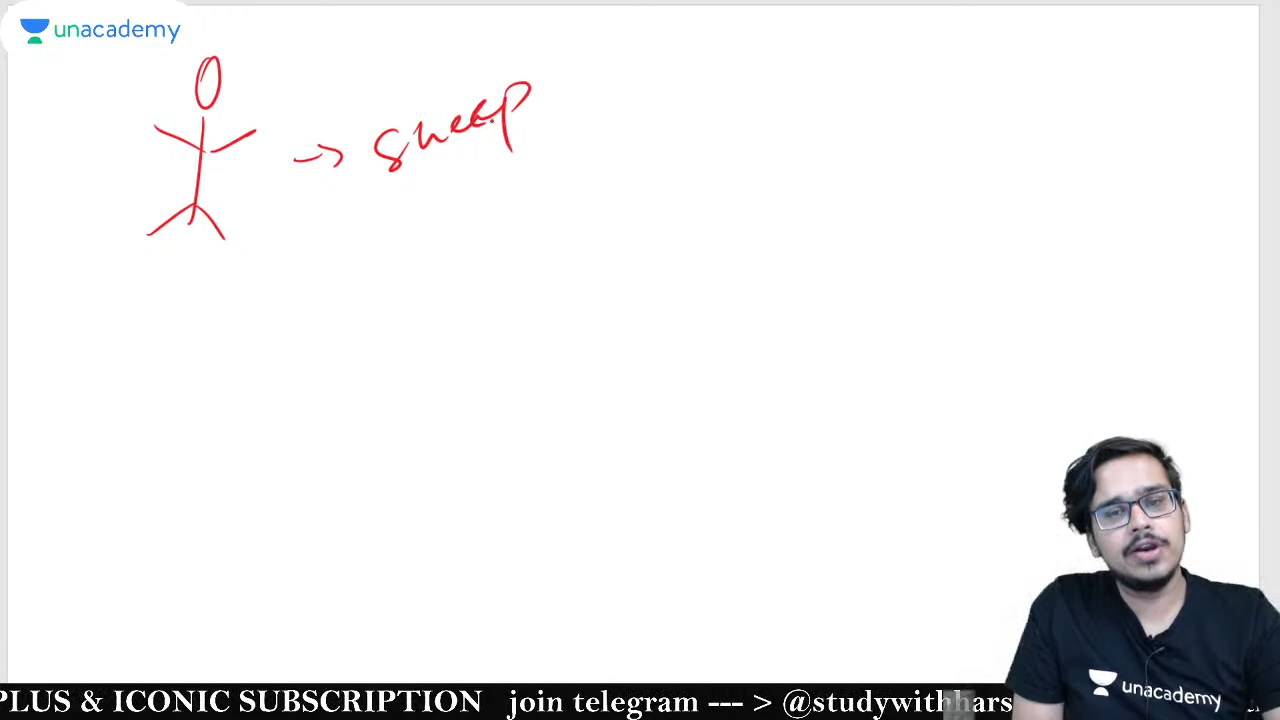 unacademy
→ sheep
unacademy
PLUS & ICONIC SUBSCRIPTION join telegram --- > @studywithhars